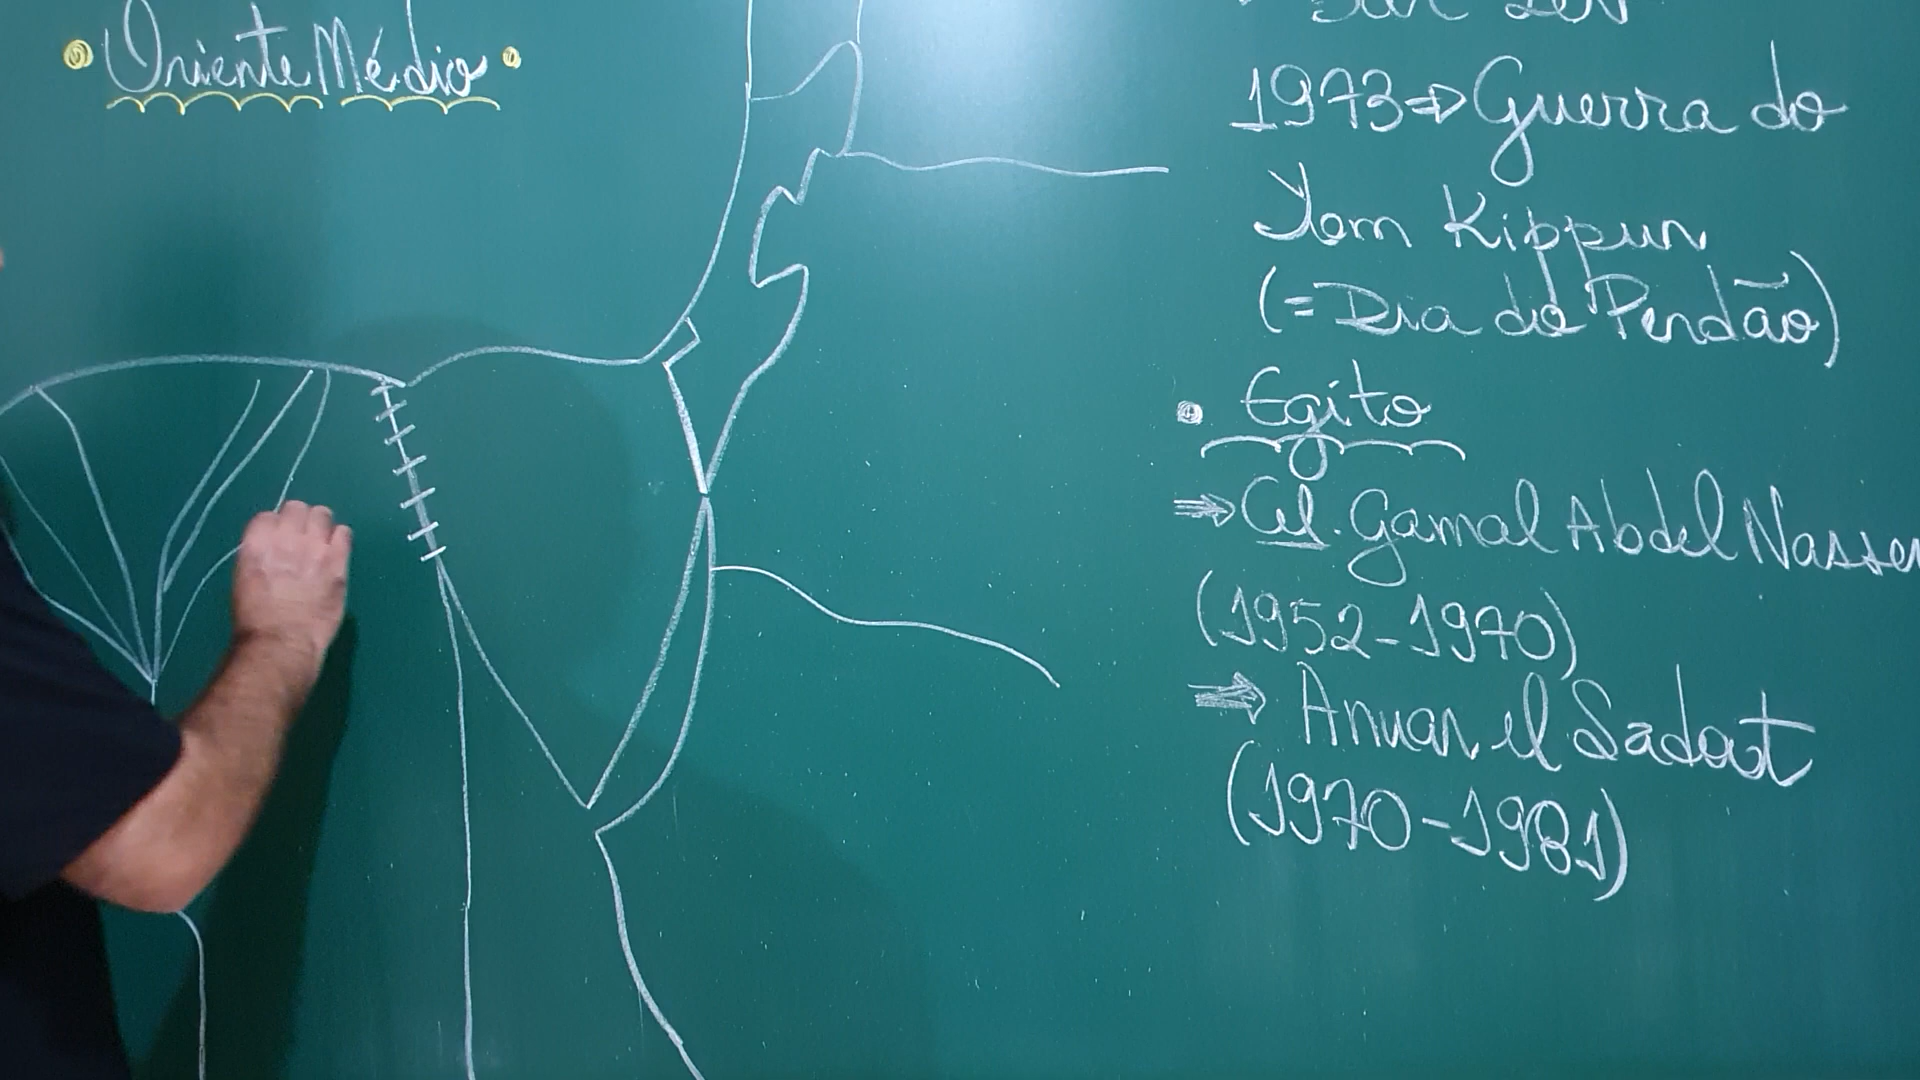 Oriente Médio
1973 ⇒ Guerra do
Yom Kippur
(= Dia do Perdão)
• Egito
⇒ Cel. Gamal Abdel Nasser
(1952-1970)
⇒ Anuar el Sadat
(1970-1981)